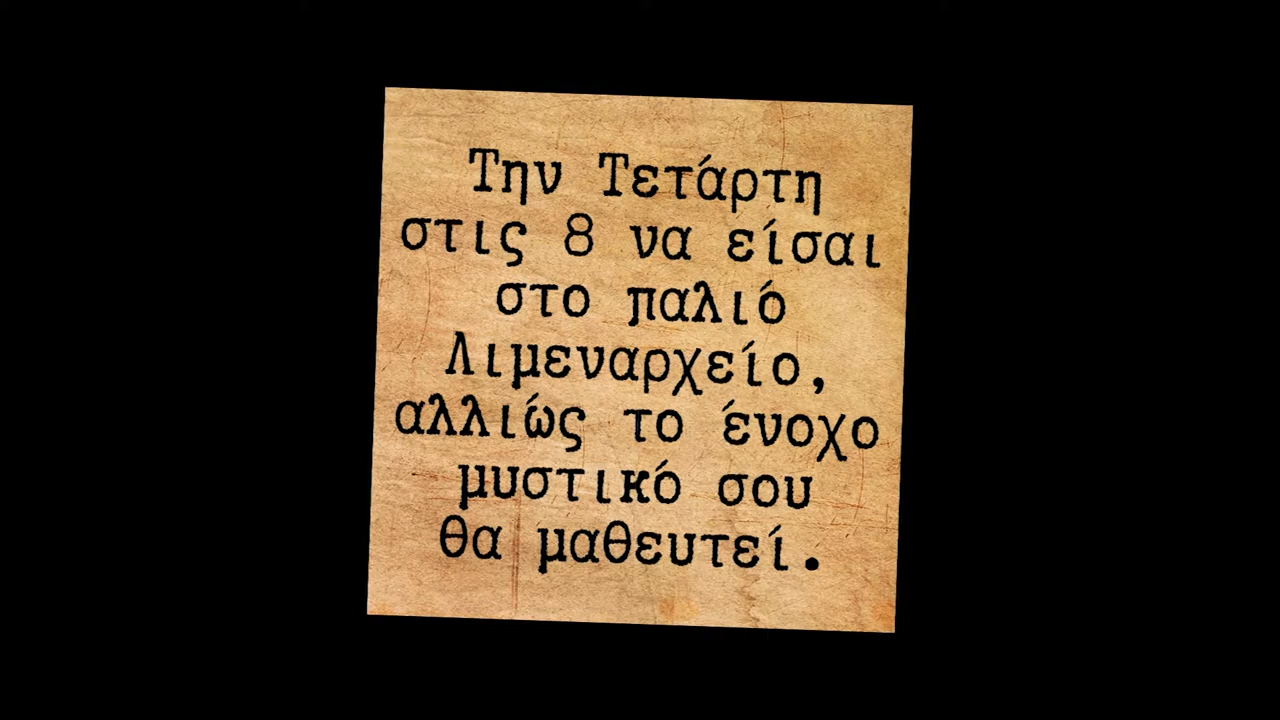 Την Τετάρτη
στις 8 να είσαι
στο παλιό
Λιμεναρχείο,
αλλιώς το ένοχο
μυστικό σου
θα μαθευτεί.